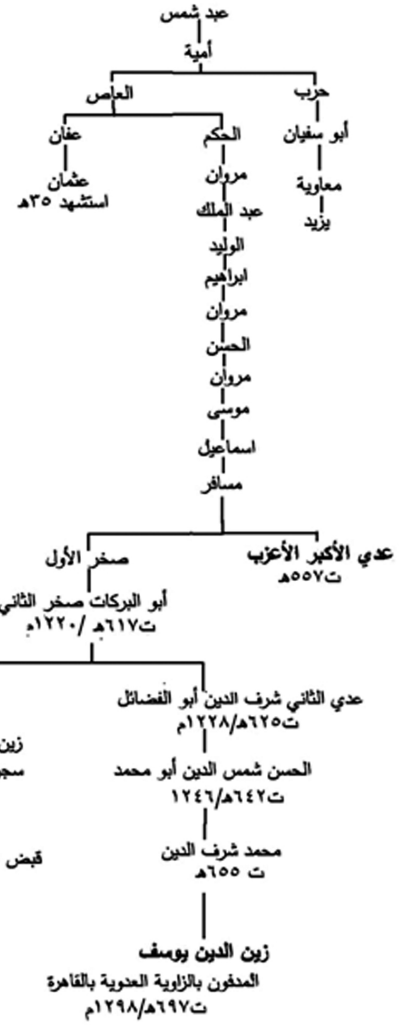 عبد شمس
أمية
حرب
العاص
أبو سفيان
الحكم
عفان
معاوية
مروان
عثمان
استشهد ٣٥هـ
يزيد
عبد الملك
الوليد
ابراهيم
مروان
الحسن
مروان
موسى
اسماعيل
مسافر
عدي الأكبر الأعزب
ت٥٥٧هـ
صخر الأول
أبو البركات صخر الثاني
ت٦١٧هـ /١٢٢٠م
عدي الثاني شرف الدين أبو الفضائل
ت٦٢٥هـ/١٢٢٨م
زين
سجر
الحسن شمس الدين أبو محمد
ت٦٤٢هـ/١٢٤٦
محمد شرف الدين
ت ٦٥٥هـ
قبض
زين الدين يوسف
المدفون بالزاوية العدوية بالقاهرة
ت٦٩٧هـ/١٢٩٨م